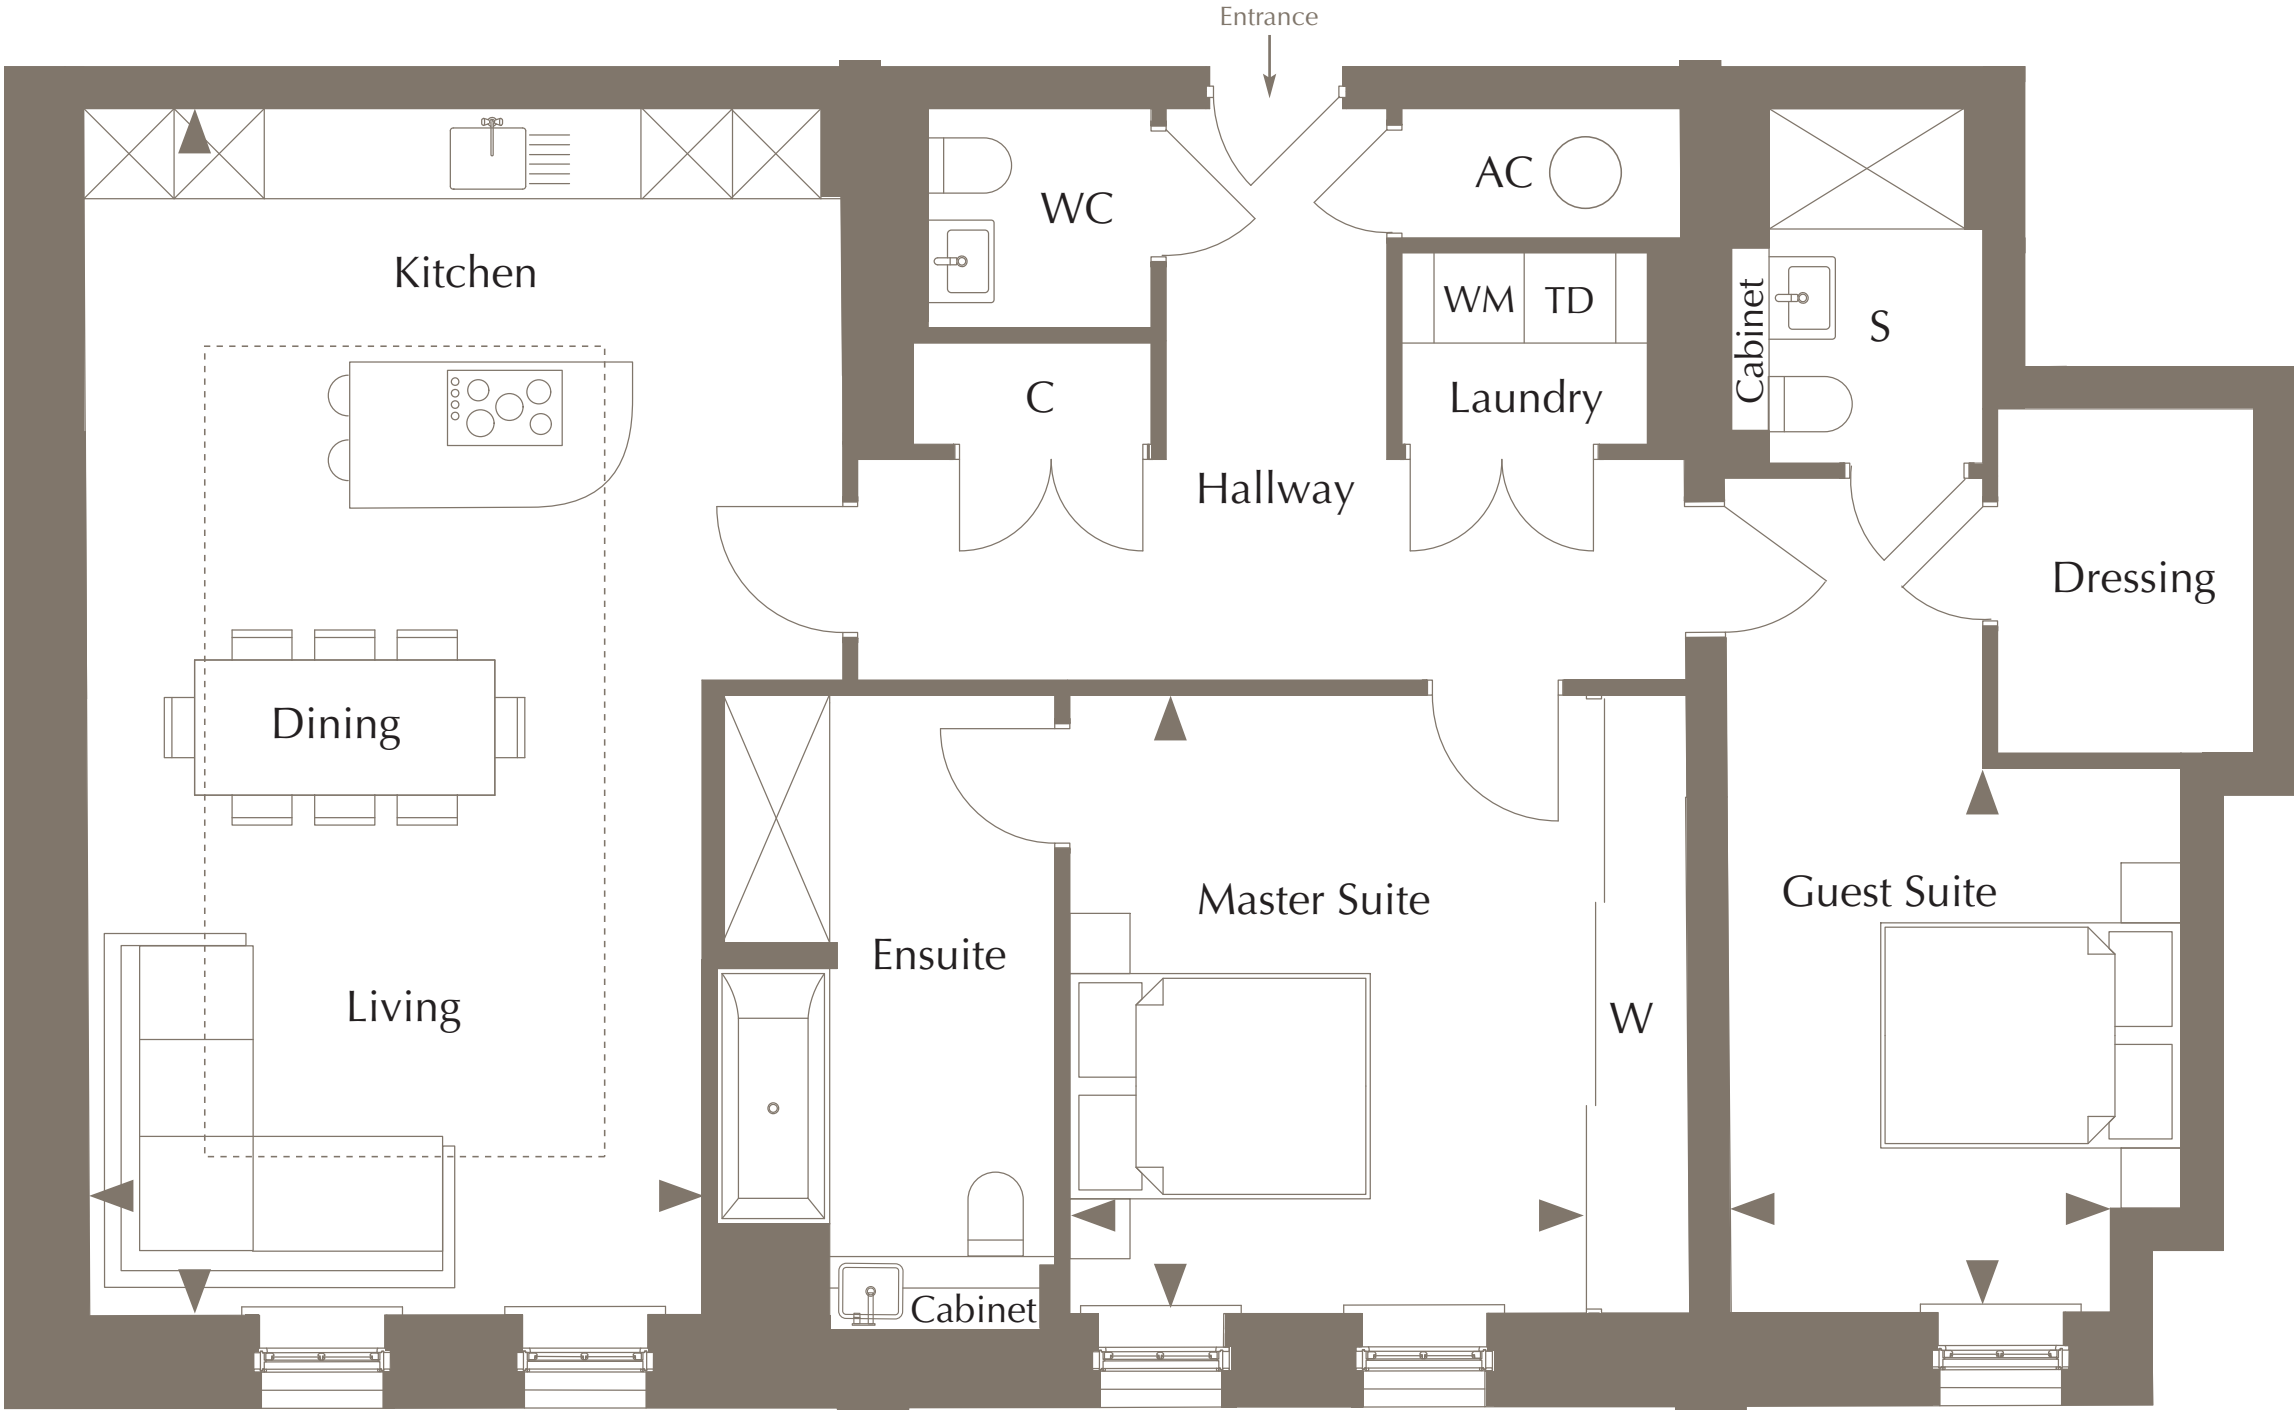 Entrance
WC
AC
Kitchen
WM
TD
Cabinet
S
C
Laundry
Hallway
Dressing
Dining
Master Suite
Guest Suite
Ensuite
Living
W
Cabinet